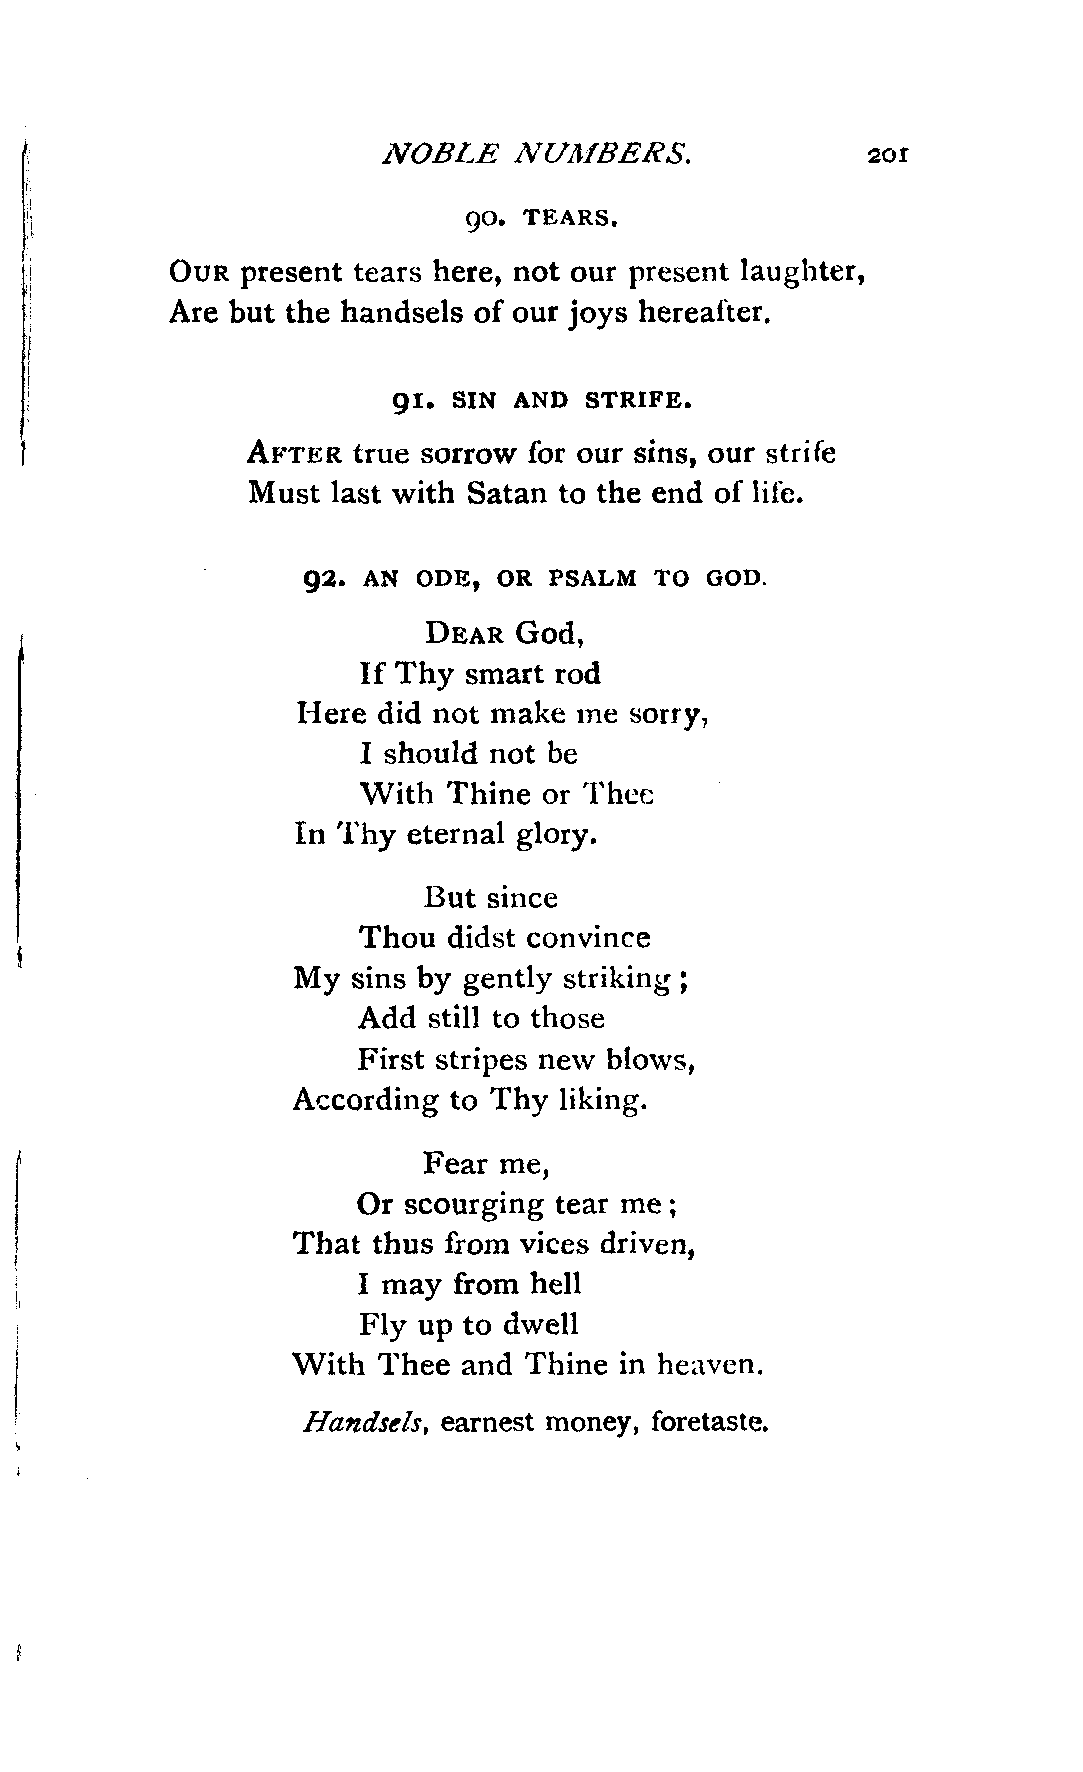 NOBLE NUMBERS. 201
90. TEARS.
OUR present tears here, not our present laughter,
Are but the handsels of our joys hereafter.
91. SIN AND STRIFE.
AFTER true sorrow for our sins, our strife
Must last with Satan to the end of life.
92. AN ODE, OR PSALM TO GOD.
DEAR God,
If Thy smart rod
Here did not make me sorry,
I should not be
With Thine or Thee
In Thy eternal glory.
But since
Thou didst convince
My sins by gently striking;
Add still to those
First stripes new blows,
According to Thy liking.
Fear me,
Or scourging tear me;
That thus from vices driven,
I may from hell
Fly up to dwell
With Thee and Thine in heaven.
Handsels, earnest money, foretaste.